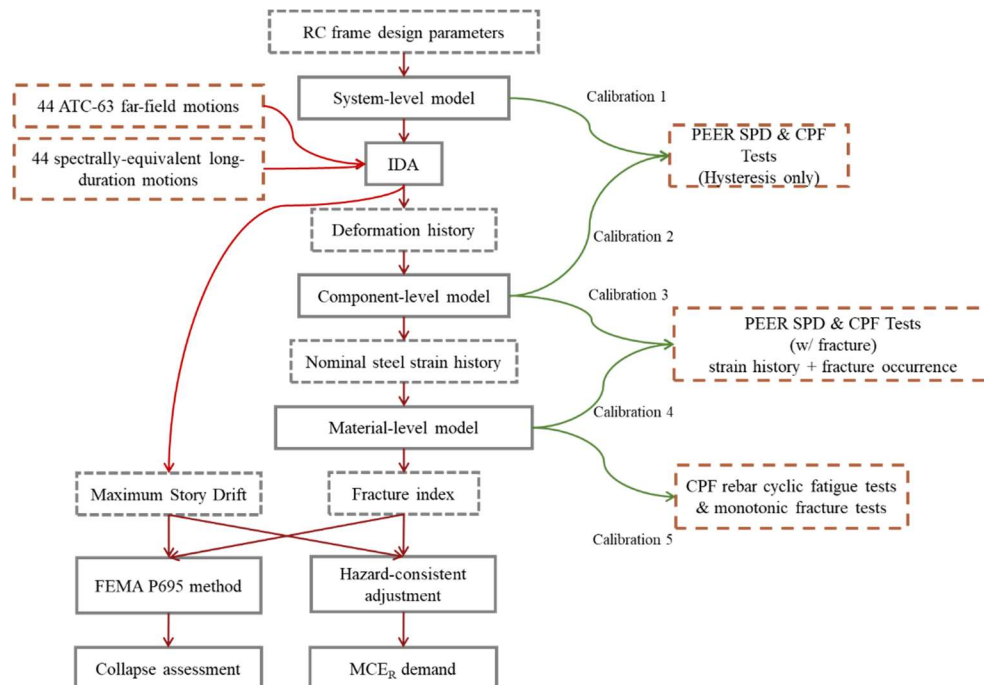 RC frame design parameters
44 ATC-63 far-field motions
System-level model
Calibration 1
44 spectrally-equivalent long-
duration motions
IDA
PEER SPD & CPF
Tests
(Hysteresis only)
Deformation history
Calibration 2
Component-level model
Calibration 3
Nominal steel strain history
PEER SPD & CPF Tests
(w/ fracture)
strain history + fracture occurrence
Material-level model
Calibration 4
Maximum Story Drift
Fracture index
CPF rebar cyclic fatigue tests
& monotonic fracture tests
Calibration 5
FEMA P695 method
Hazard-consistent
adjustment
Collapse assessment
MCER demand